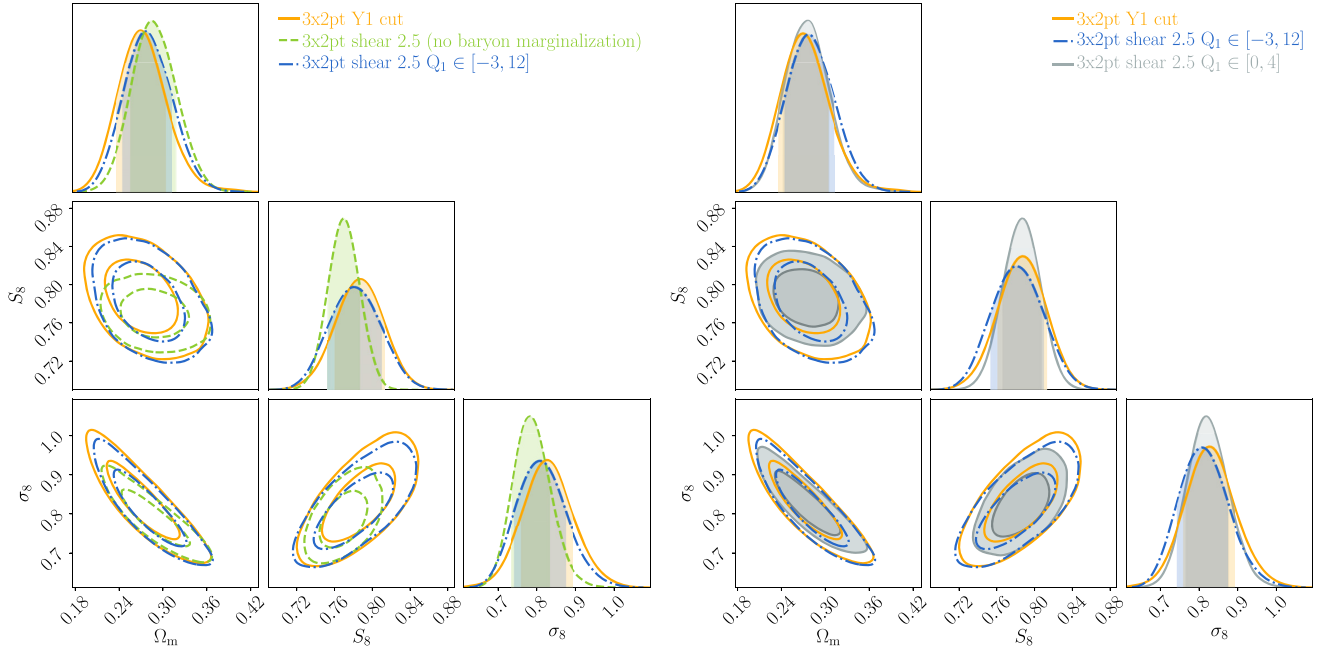 3x2pt Y1 cut
3x2pt shear 2.5 (no baryon marginalization)
3x2pt shear 2.5 Q₁ ∈ [−3, 12]
3x2pt Y1 cut
3x2pt shear 2.5 Q₁ ∈ [−3, 12]
3x2pt shear 2.5 Q₁ ∈ [0, 4]
0.88
0.84
0.80
0.76
0.72
S₈
0.88
0.84
0.80
0.76
0.72
S₈
1.0
0.9
0.8
0.7
σ₈
1.0
0.9
0.8
0.7
σ₈
0.18 0.24 0.30 0.36 0.42
Ωₘ
0.72 0.76 0.80 0.84 0.88
S₈
0.7 0.8 0.9 1.0
σ₈
0.18 0.24 0.30 0.36 0.42
Ωₘ
0.72 0.76 0.80 0.84 0.88
S₈
0.7 0.8 0.9 1.0
σ₈